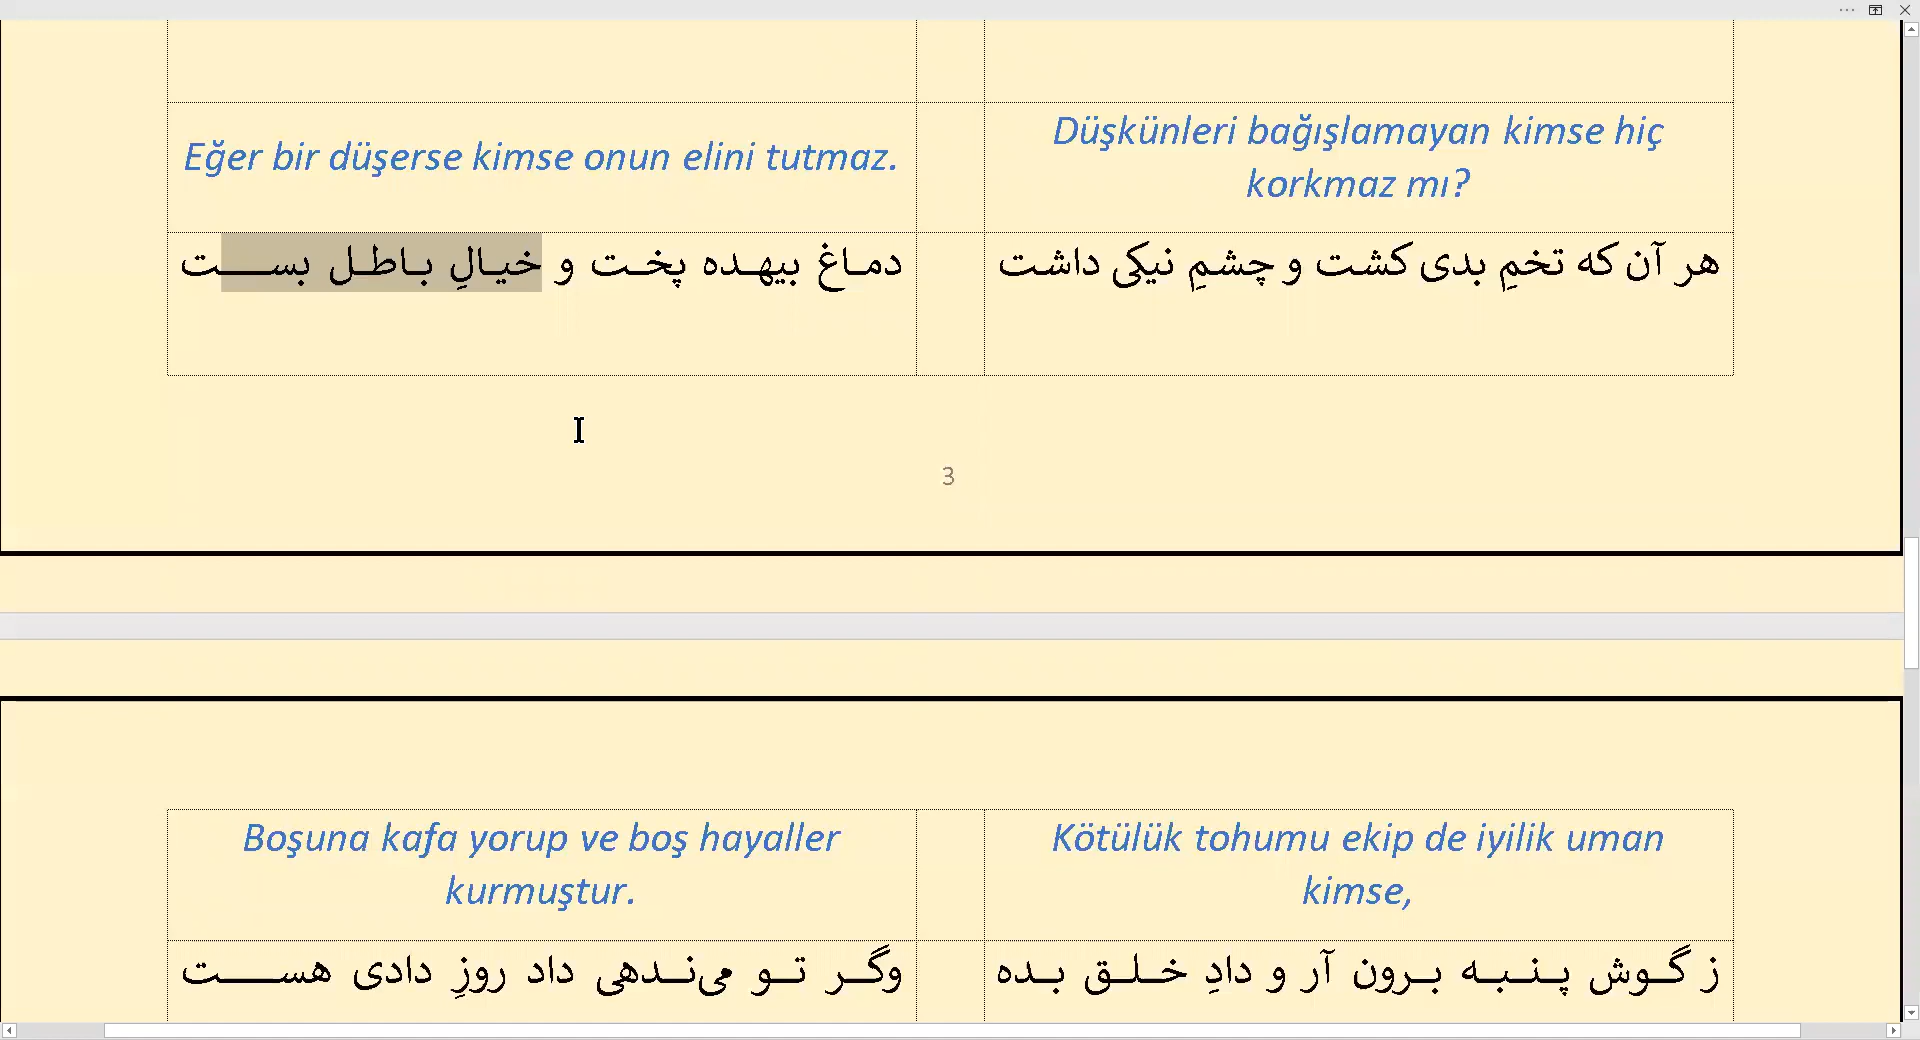 Düşkünleri bağışlamayan kimse hiç
korkmaz mı?
Eğer bir düşerse kimse onun elini tutmaz.
هر آن که تخمِ بدی کشت و چشمِ نیکی داشت
دماغ بیهده پخت و خیالِ باطل بست
3
Kötülük tohumu ekip de iyilik uman
kimse,
Boşuna kafa yorup ve boş hayaller
kurmuştur.
ز گوش پنبه برون آر و دادِ خلق بده
وگر تو می‌ندهی داد روزِ دادی هست